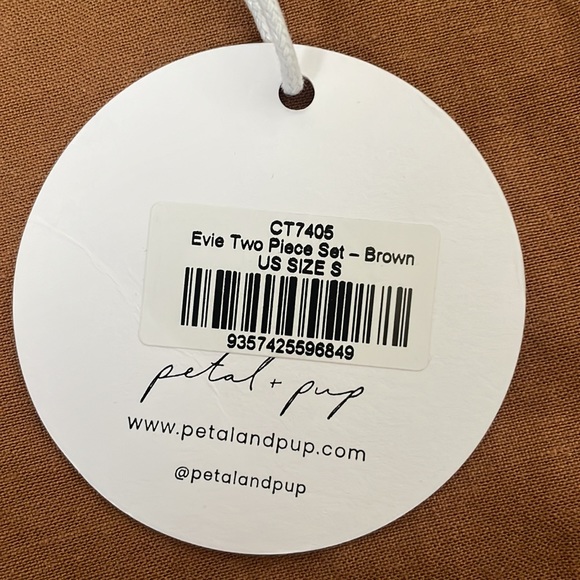 CT7405
Evie Two Piece Set – Brown
US SIZE S
9357425596849
petal + pup
www.petalandpup.com
@petalandpup